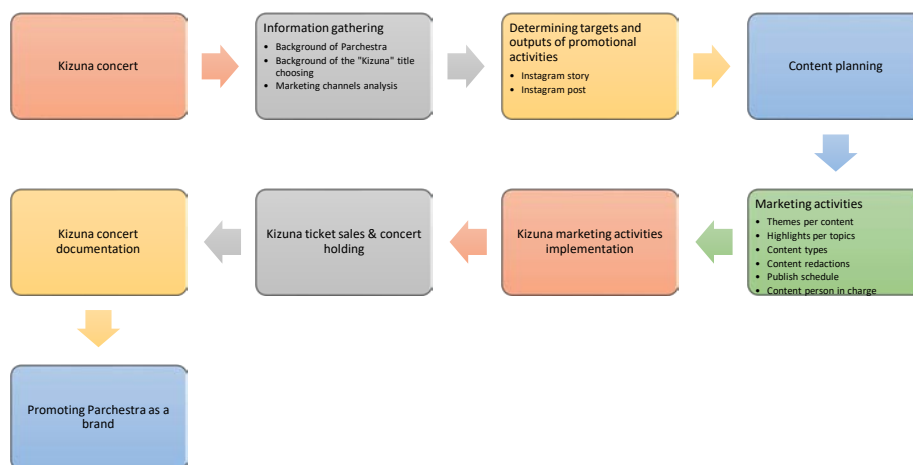 Kizuna concert
Information gathering
• Background of Parchestra
• Background of the "Kizuna" title
choosing
• Marketing channels analysis
Determining targets and
outputs of promotional
activities
• Instagram story
• Instagram post
Content planning
Marketing activities
• Themes per content
• Highlights per topics
• Content types
• Content redactions
• Publish schedule
• Content person in charge
Kizuna marketing activities
implementation
Kizuna ticket sales & concert
holding
Kizuna concert
documentation
Promoting Parchestra as a
brand